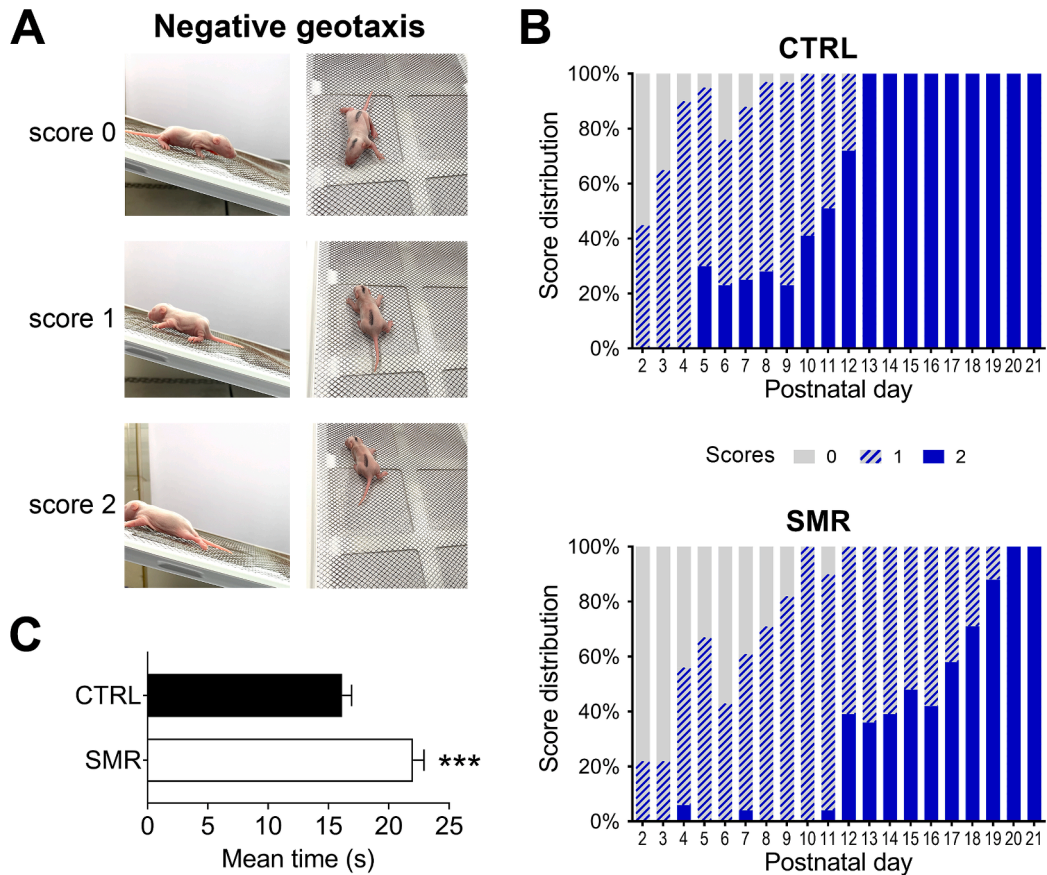 A
Negative geotaxis
score 0
score 1
score 2
B
CTRL
Score distribution
100%
80%
60%
40%
20%
0%
2 3 4 5 6 7 8 9 10 11 12 13 14 15 16 17 18 19 20 21
Postnatal day
Scores 0 1 2
SMR
Score distribution
100%
80%
60%
40%
20%
0%
2 3 4 5 6 7 8 9 10 11 12 13 14 15 16 17 18 19 20 21
Postnatal day
C
CTRL
SMR
***
0 5 10 15 20 25
Mean time (s)